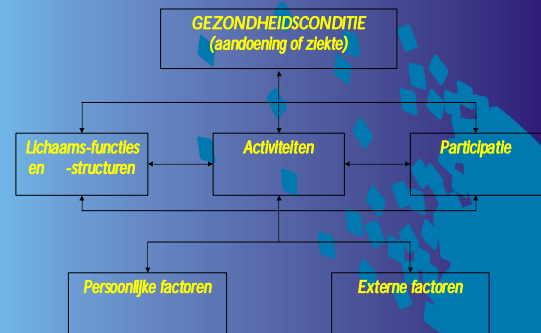 GEZONDHEIDSCONDITIE
(aandoening of ziekte)
Lichaams-functies
en -structuren
Activiteiten
Participatie
Persoonlijke factoren
Externe factoren